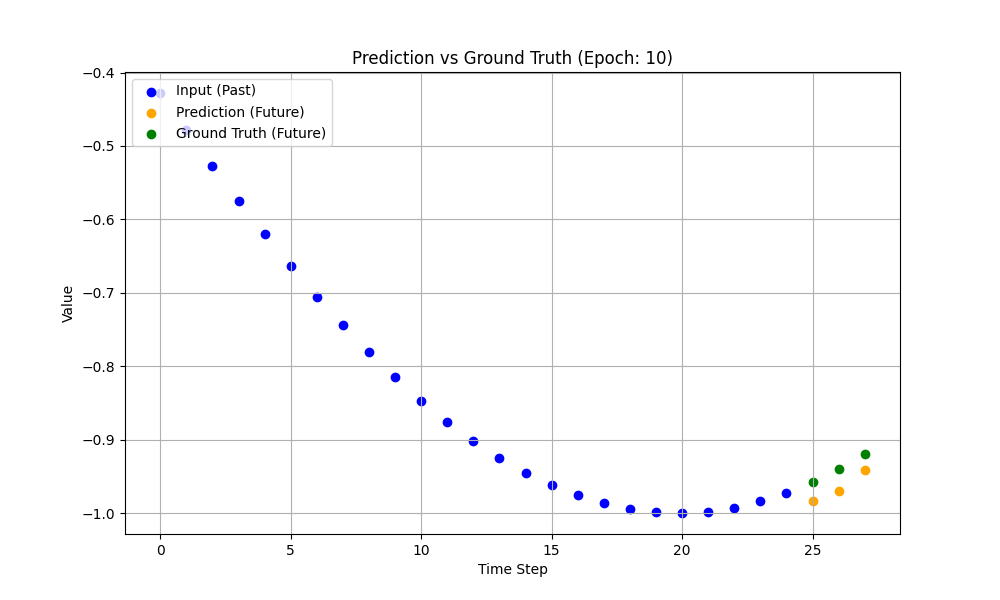 Prediction vs Ground Truth (Epoch: 10)
Input (Past)
Prediction (Future)
Ground Truth (Future)
Value
−0.4
−0.5
−0.6
−0.7
−0.8
−0.9
−1.0
0 5 10 15 20 25
Time Step